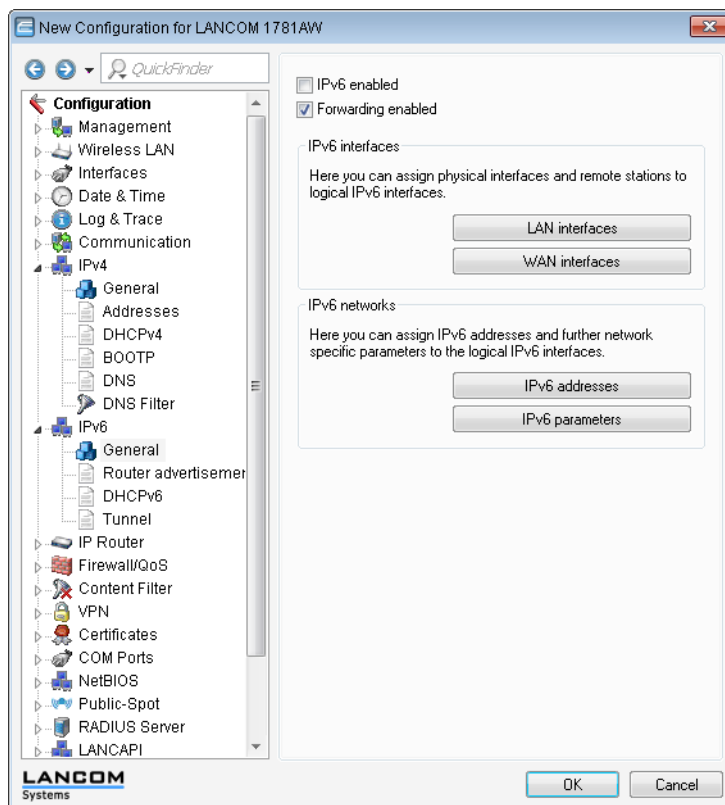 New Configuration for LANCOM 1781AW
QuickFinder
Configuration
Management
Wireless LAN
Interfaces
Date & Time
Log & Trace
Communication
IPv4
General
Addresses
DHCPv4
BOOTP
DNS
DNS Filter
IPv6
General
Router advertisemer
DHCPv6
Tunnel
IP Router
Firewall/QoS
Content Filter
VPN
Certificates
COM Ports
NetBIOS
Public-Spot
RADIUS Server
LANCAPI
IPv6 enabled
Forwarding enabled
IPv6 interfaces
Here you can assign physical interfaces and remote stations to
logical IPv6 interfaces.
LAN interfaces
WAN interfaces
IPv6 networks
Here you can assign IPv6 addresses and further network
specific parameters to the logical IPv6 interfaces.
IPv6 addresses
IPv6 parameters
LANCOM
Systems
OK
Cancel